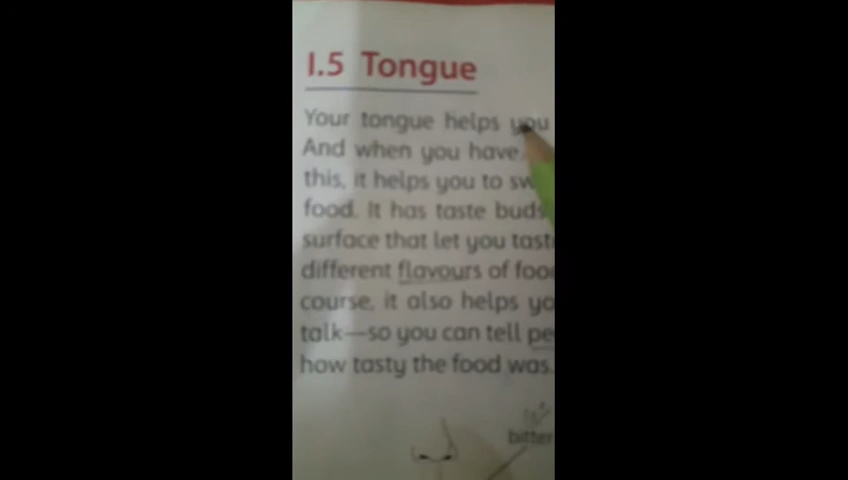 1.5 Tongue
Your tongue helps you
And when you have
this, it helps you to sw
food. It has taste buds
surface that let you tast
different flavours of foo
course, it also helps yo
talk—so you can tell pe
how tasty the food was.
bitter